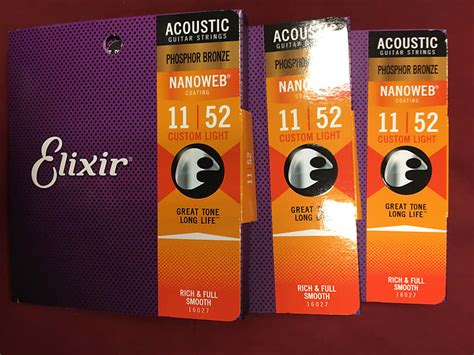 ACOUSTIC
GUITAR STRINGS
PHOSPHOR BRONZE
NANOWEB®
COATING
11 | 52
CUSTOM LIGHT
Elixir
11 52
GREAT TONE
LONG LIFE™
RICH & FULL
SMOOTH
16027
ACOUSTIC
GUITAR STRINGS
PHOSPHOR BRONZE
NANOWEB®
COATING
11 | 52
CUSTOM LIGHT
GREAT TONE
LONG LIFE™
RICH & FULL
SMOOTH
16027
ACOUSTIC
GUITAR STRINGS
PHOSPHOR BRONZE
NANOWEB®
COATING
11 | 52
CUSTOM LIGHT
GREAT TONE
LONG LIFE™
RICH & FULL
SMOOTH
16027